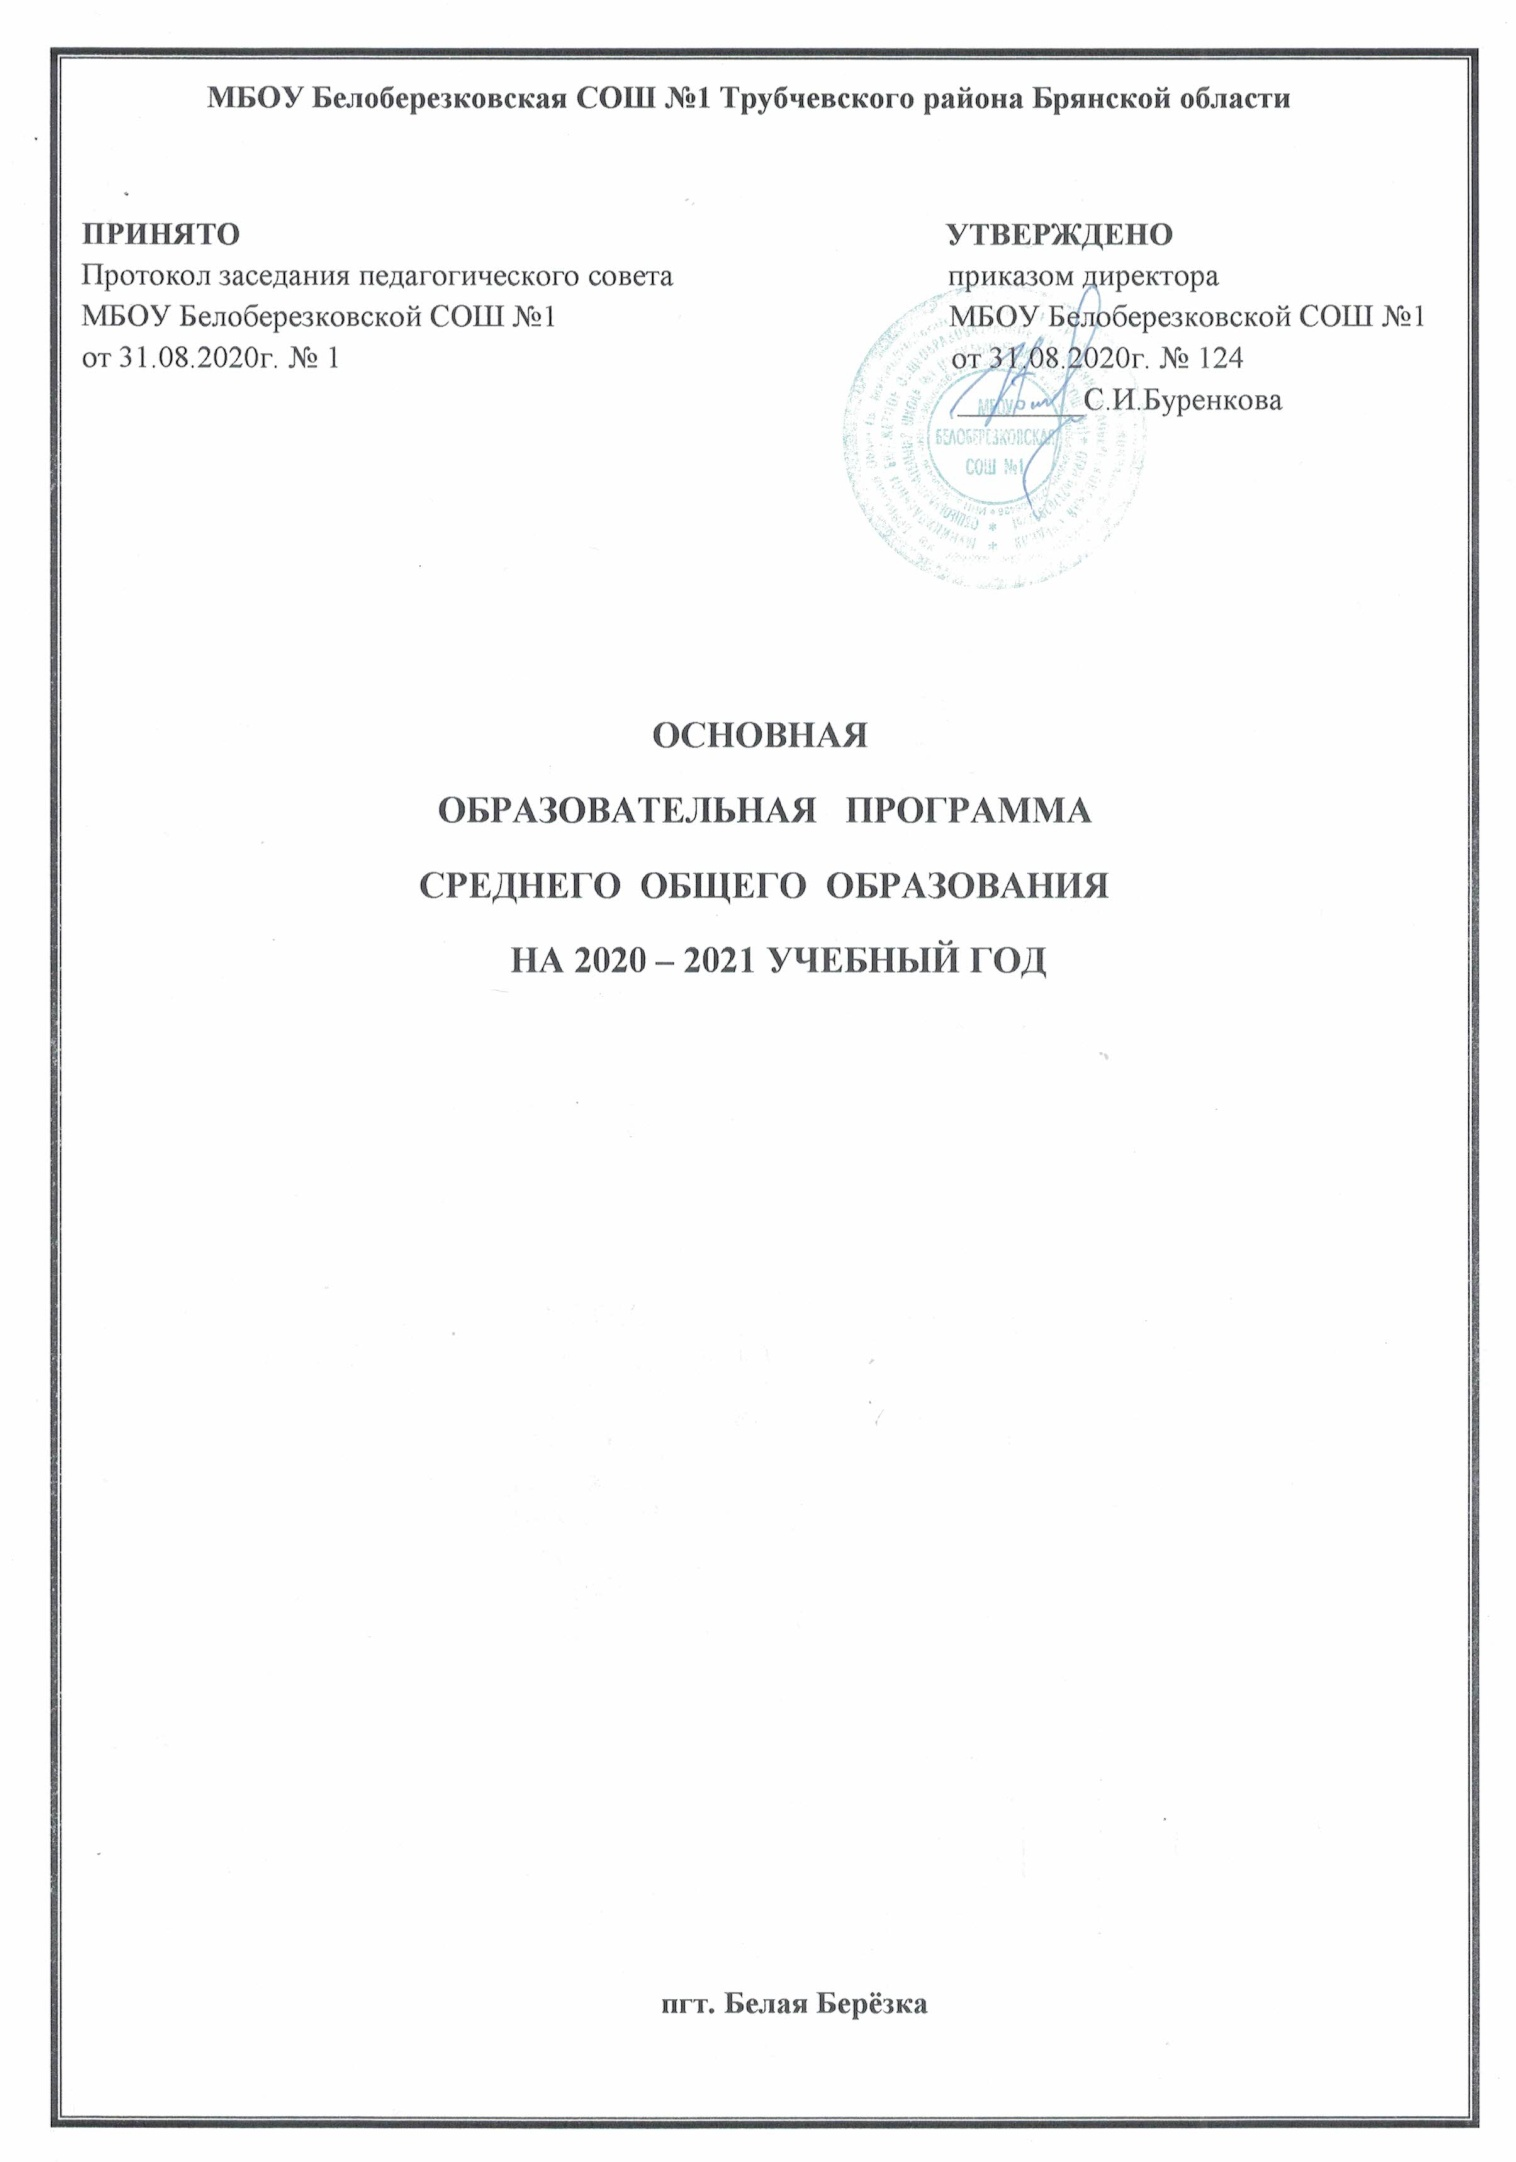 МБОУ Белоберезковская СОШ №1 Трубчевского района Брянской области
ПРИНЯТО
Протокол заседания педагогического совета
МБОУ Белоберезковской СОШ №1
от 31.08.2020г. № 1
УТВЕРЖДЕНО
приказом директора
МБОУ Белоберезковской СОШ №1
от 31.08.2020г. № 124
_________С.И.Буренкова
МБОУ
БЕЛОБЕРЕЗКОВСКАЯ
СОШ №1
ОСНОВНАЯ
ОБРАЗОВАТЕЛЬНАЯ ПРОГРАММА
СРЕДНЕГО ОБЩЕГО ОБРАЗОВАНИЯ
НА 2020 – 2021 УЧЕБНЫЙ ГОД
пгт. Белая Берёзка